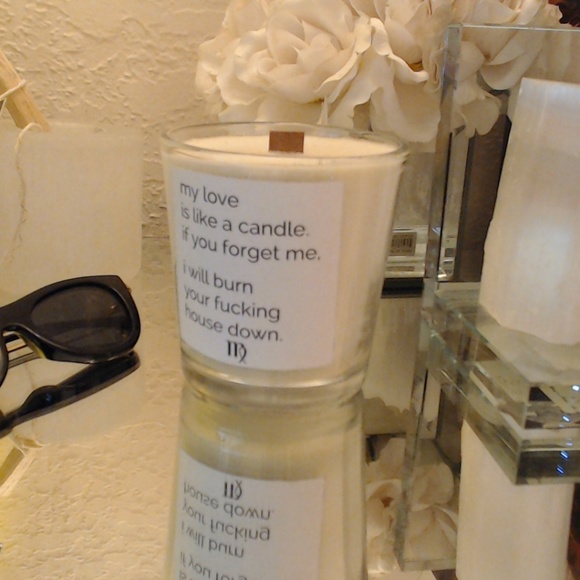 my love
is like a candle.
if you forget me,
i will burn
your fucking
house down.
♍